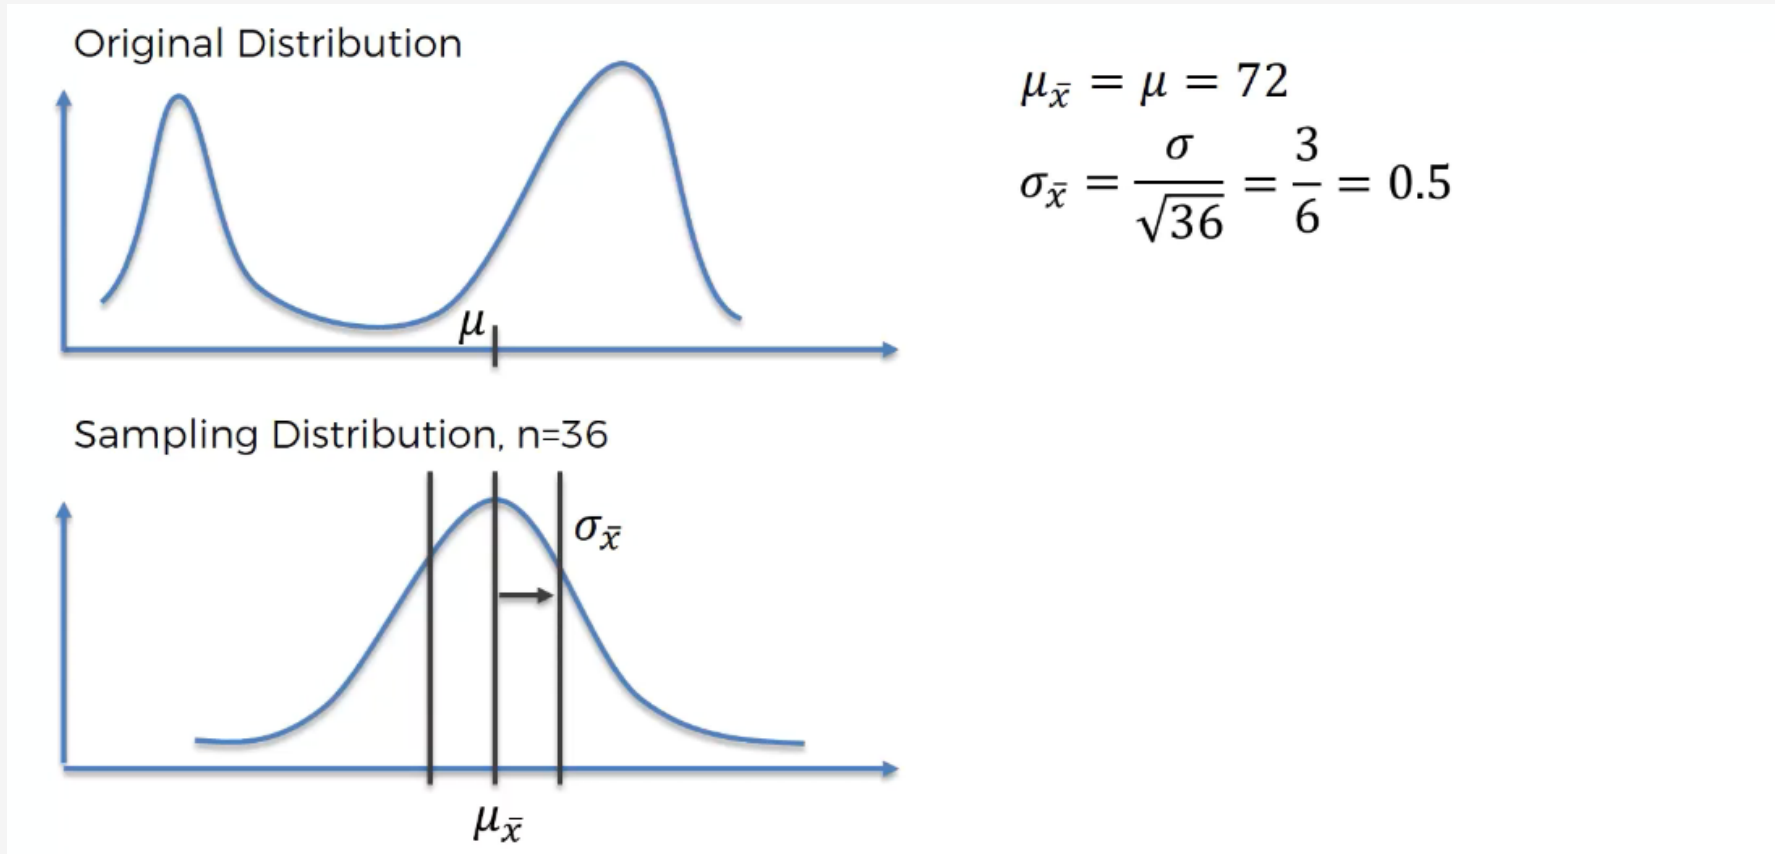 Original Distribution
μ
Sampling Distribution, n=36
σx̄
μx̄
μx̄ = μ = 72
σx̄ = σ/√36 = 3/6 = 0.5